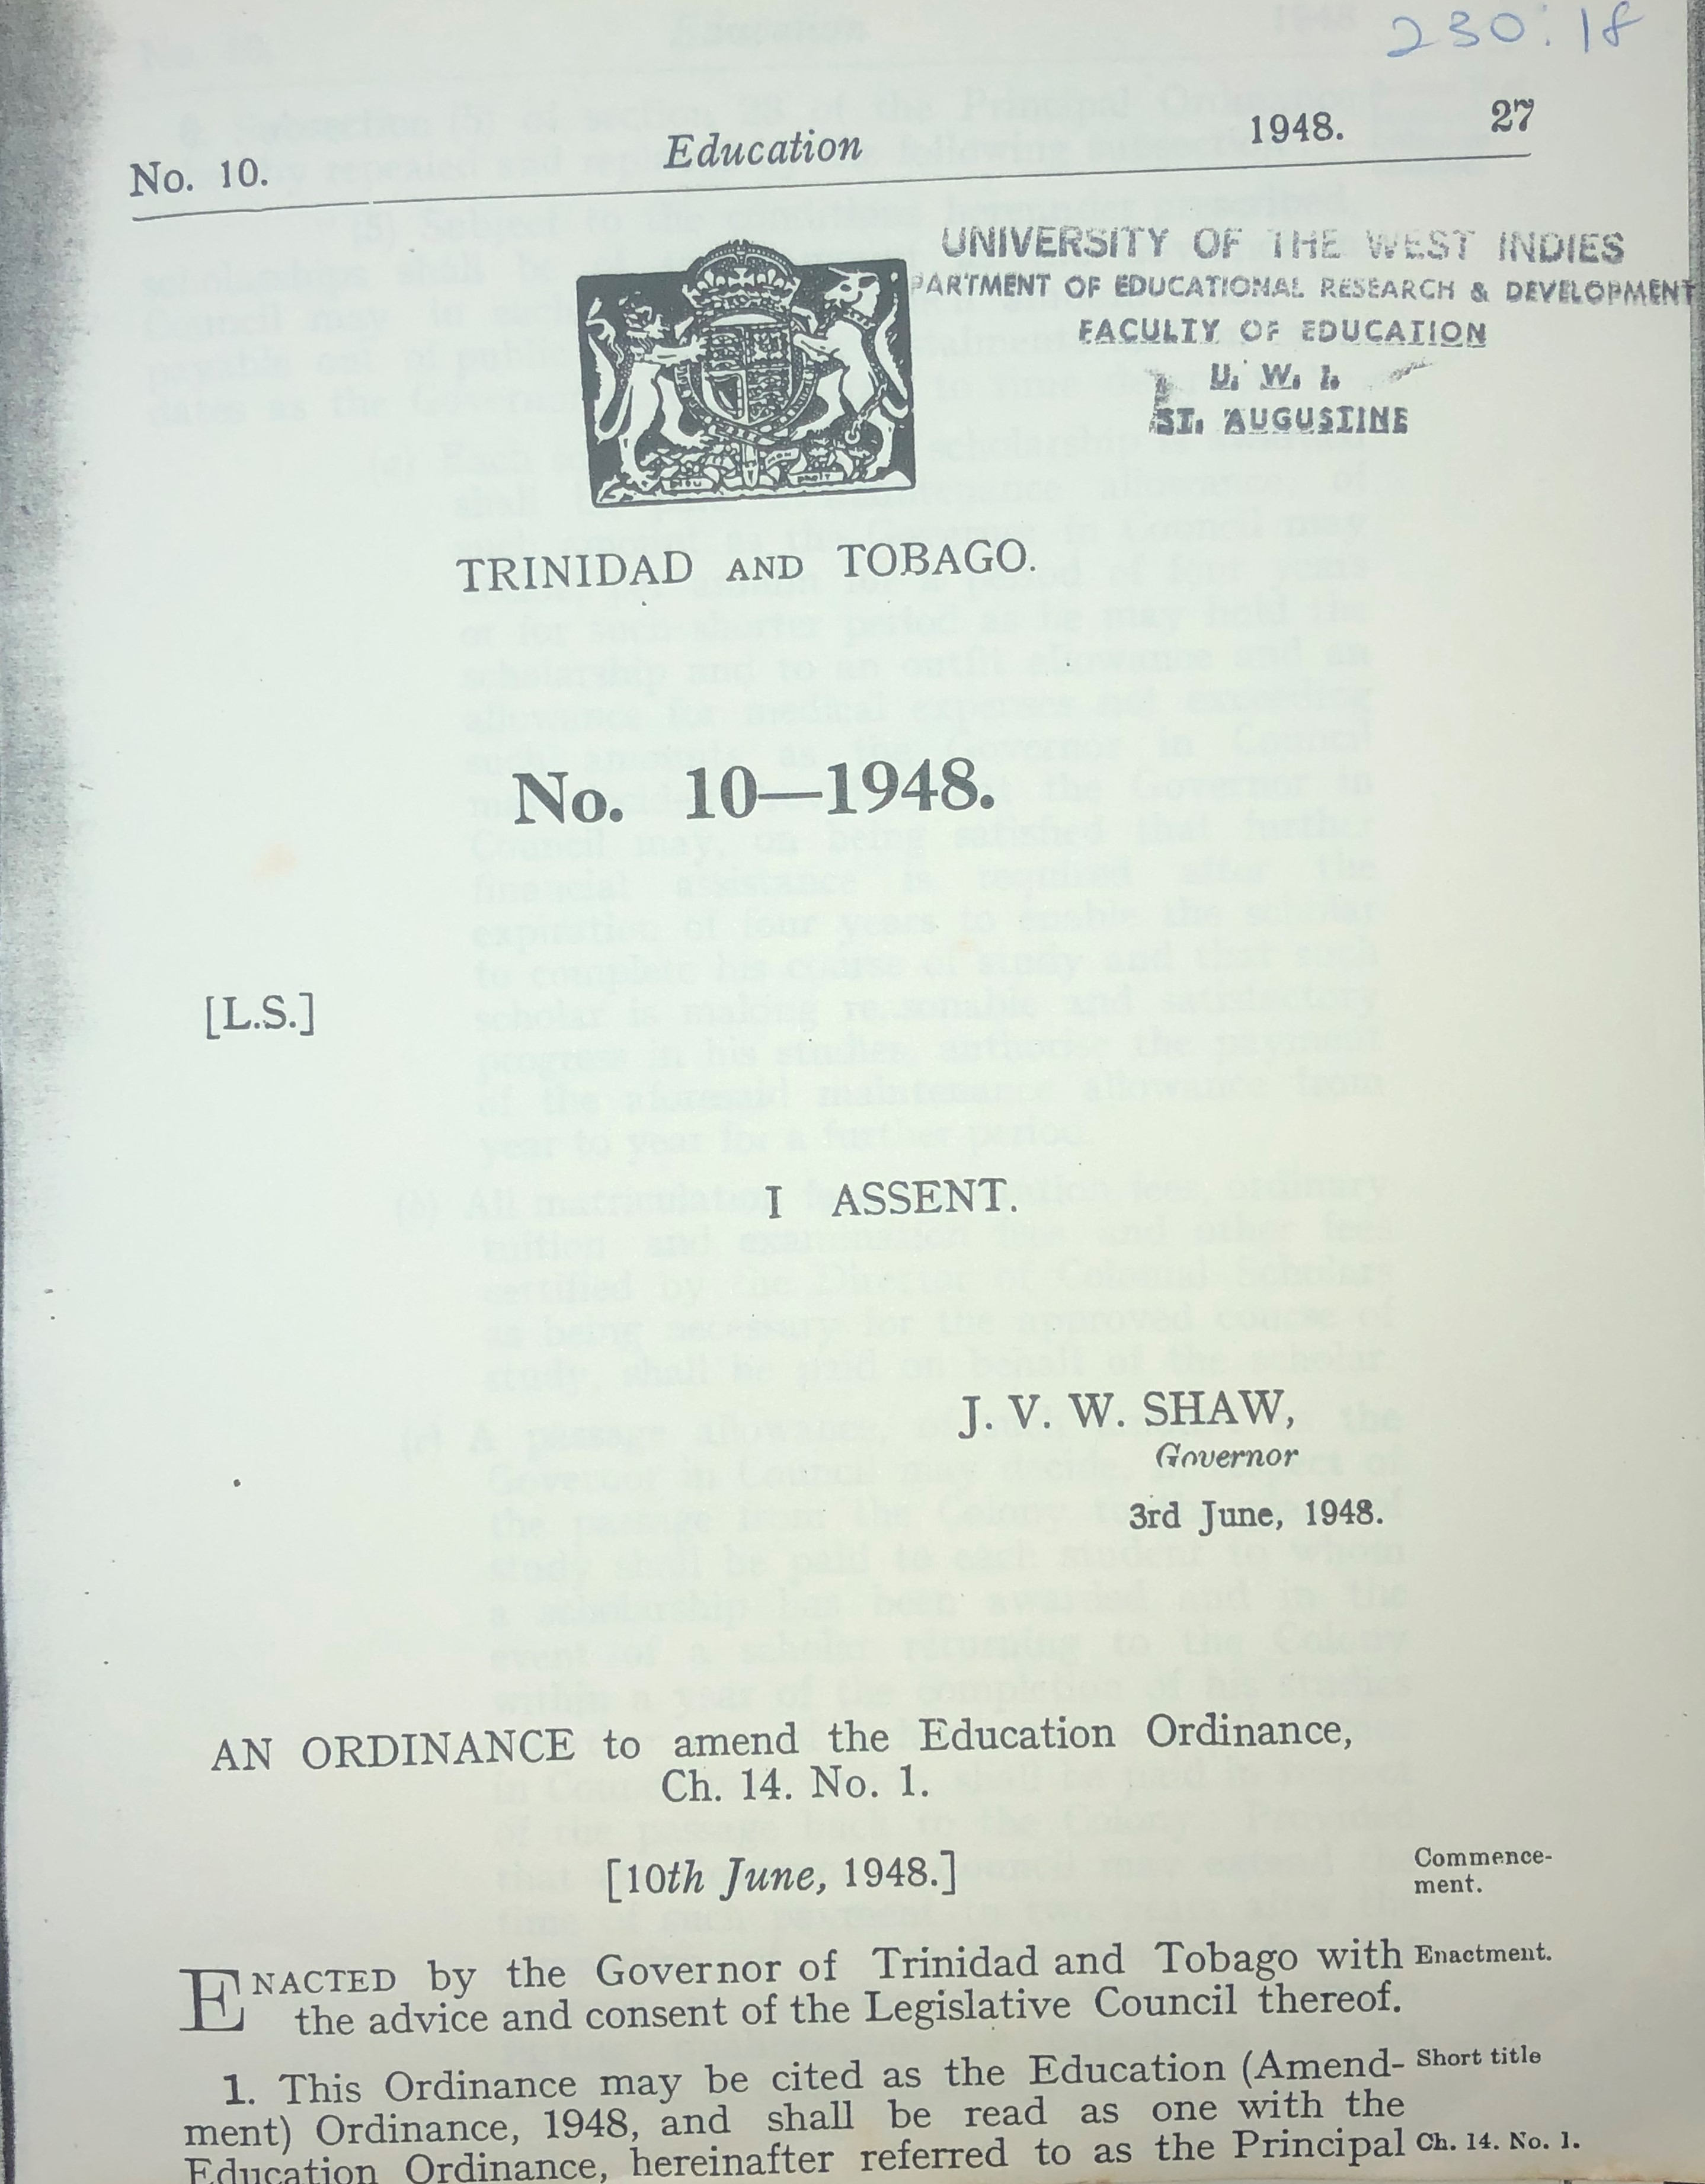 230:18
No. 10. Education 1948. 27
UNIVERSITY OF THE WEST INDIES
PARTMENT OF EDUCATIONAL RESEARCH & DEVELOPMENT
FACULTY OF EDUCATION
U. W. I.
ST. AUGUSTINE
TRINIDAD AND TOBAGO.
No. 10—1948.
[L.S.]
I ASSENT.
J. V. W. SHAW,
Governor
3rd June, 1948.
AN ORDINANCE to amend the Education Ordinance,
Ch. 14. No. 1.
[10th June, 1948.] Commence-
ment.
ENACTED by the Governor of Trinidad and Tobago with Enactment.
the advice and consent of the Legislative Council thereof.
1. This Ordinance may be cited as the Education (Amend- Short title
ment) Ordinance, 1948, and shall be read as one with the
Education Ordinance, hereinafter referred to as the Principal Ch. 14. No. 1.